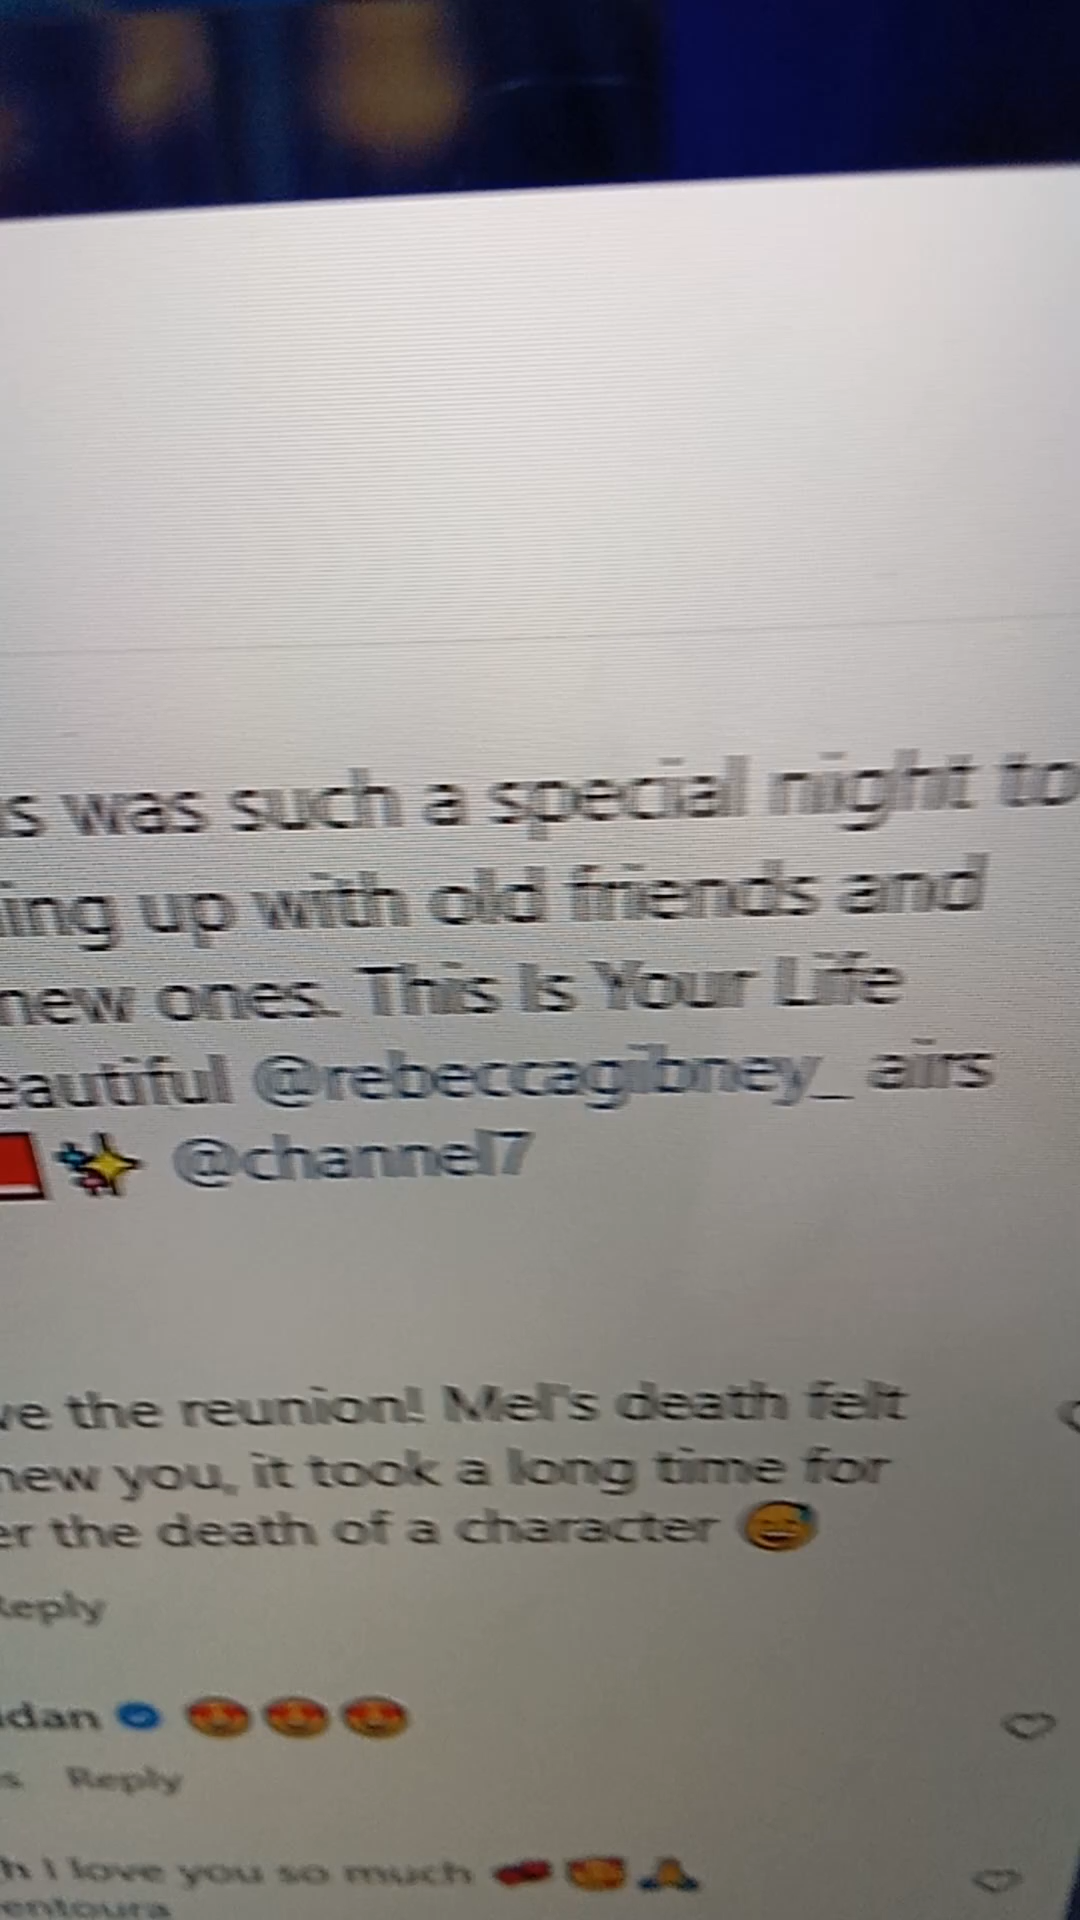 s was such a special night to
ing up with old friends and
new ones. This Is Your Life
eautiful @rebeccagibney_ airs
@channel7
ve the reunion! Mel's death felt
new you, it took a long time for
er the death of a character 😅
Reply
dan 😍😍😍
s Reply
h I love you so much
entoura